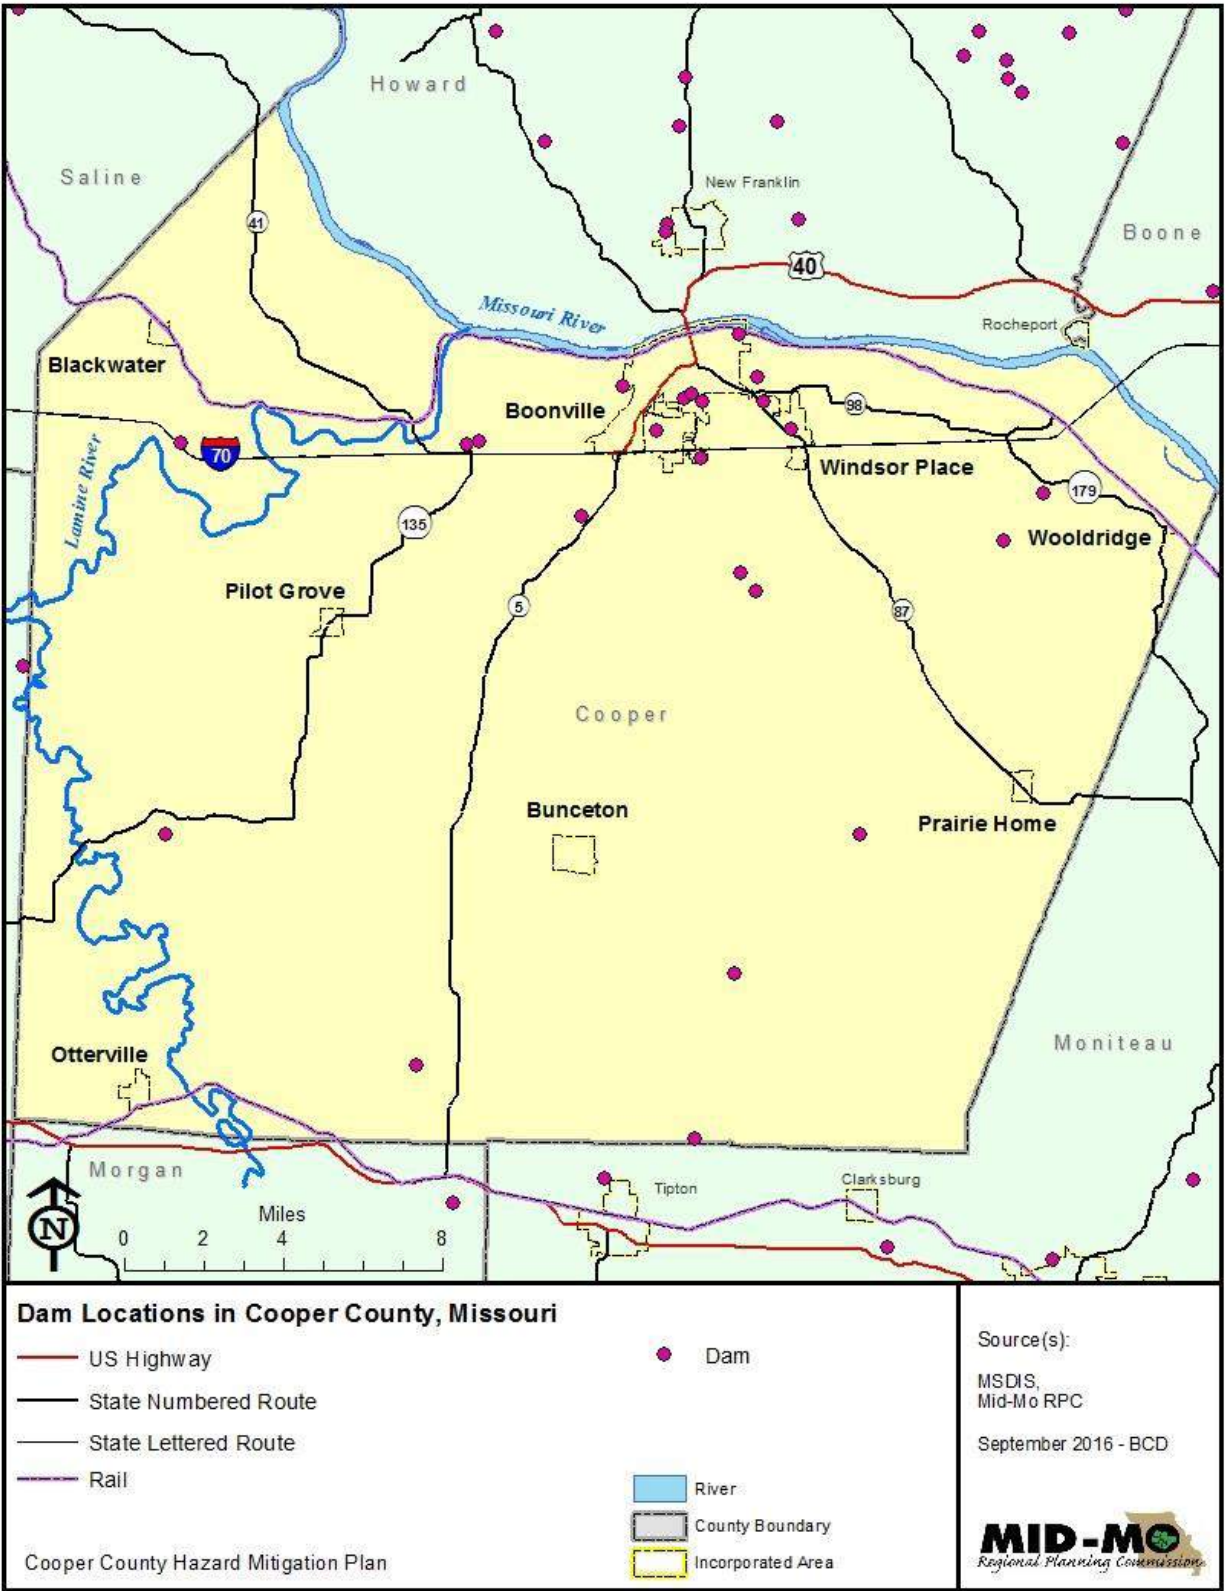 Howard
Saline
New Franklin
41
Boone
40
Missouri River
Rocheport
Blackwater
Boonville
98
70
Windsor Place
Lamine River
179
135
Wooldridge
Pilot Grove
5
87
Cooper
Bunceton
Prairie Home
Otterville
Moniteau
Morgan
Tipton
Clarksburg
N
Miles
0 2 4 8
Dam Locations in Cooper County, Missouri
US Highway
State Numbered Route
State Lettered Route
Rail
Dam
River
County Boundary
Incorporated Area
Cooper County Hazard Mitigation Plan
Source(s):
MSDIS,
Mid-Mo RPC
September 2016 - BCD
MID-MO
Regional Planning Commission